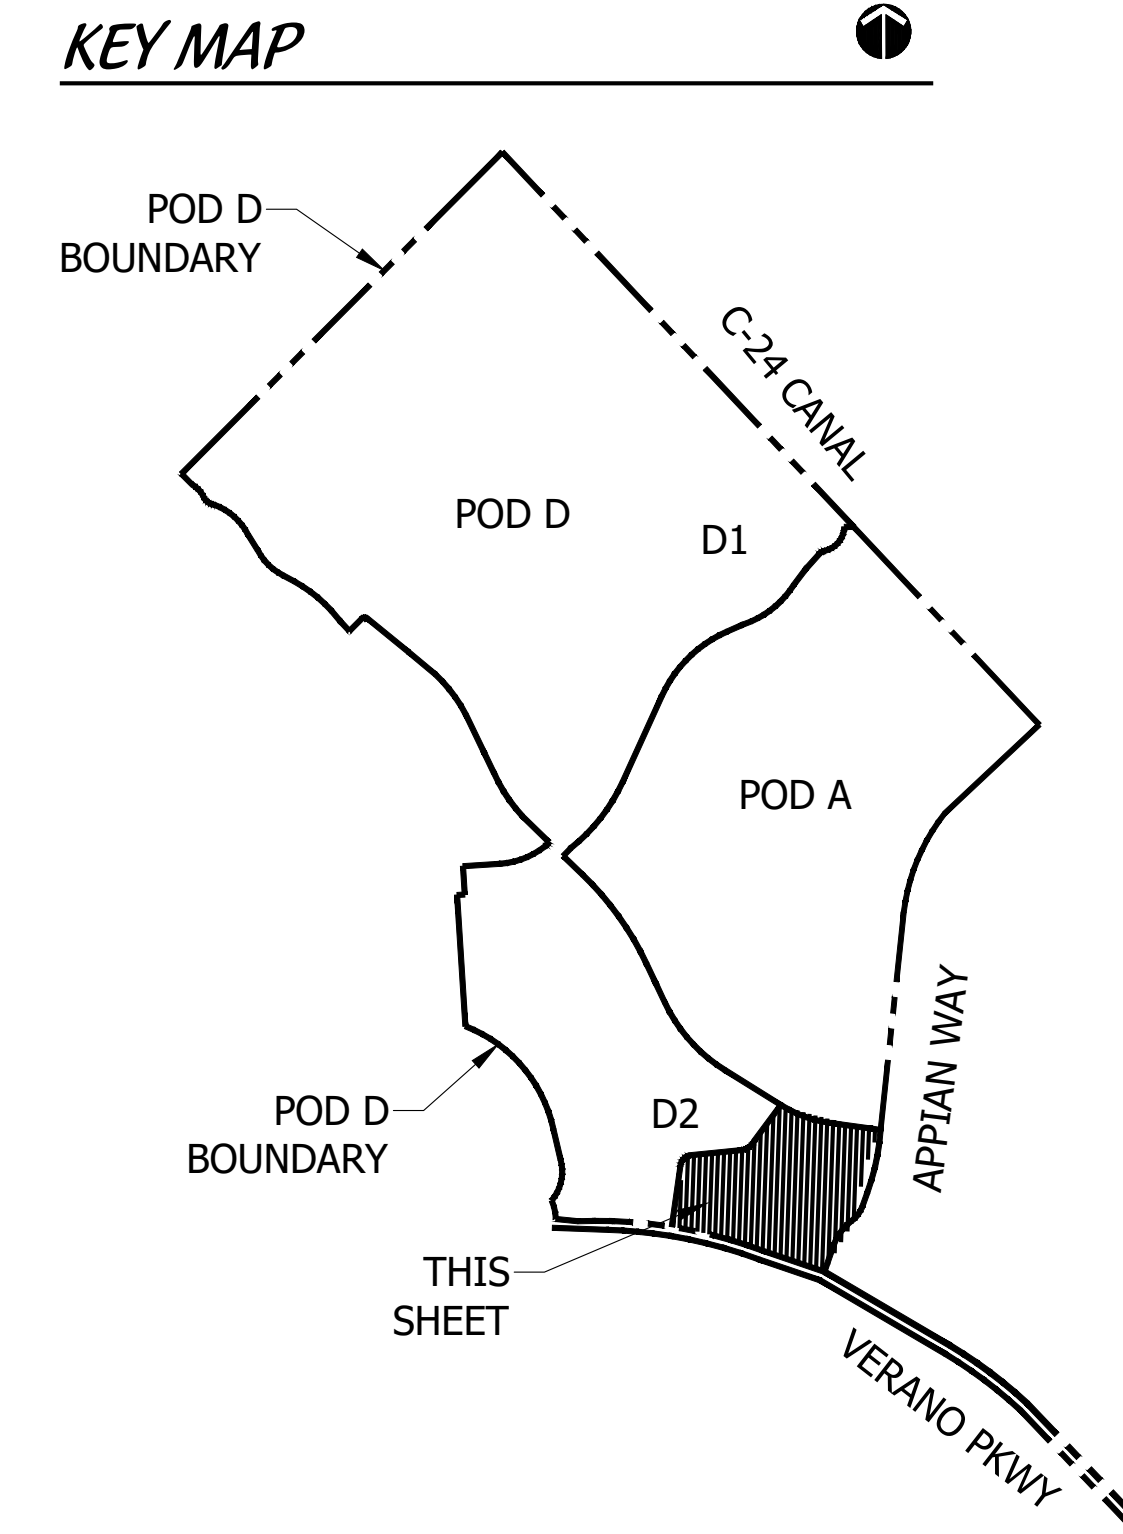 KEY MAP
POD D
BOUNDARY
C-24 CANAL
POD D
D1
POD A
APPIAN WAY
POD D
BOUNDARY
D2
THIS
SHEET
VERANO PKWY